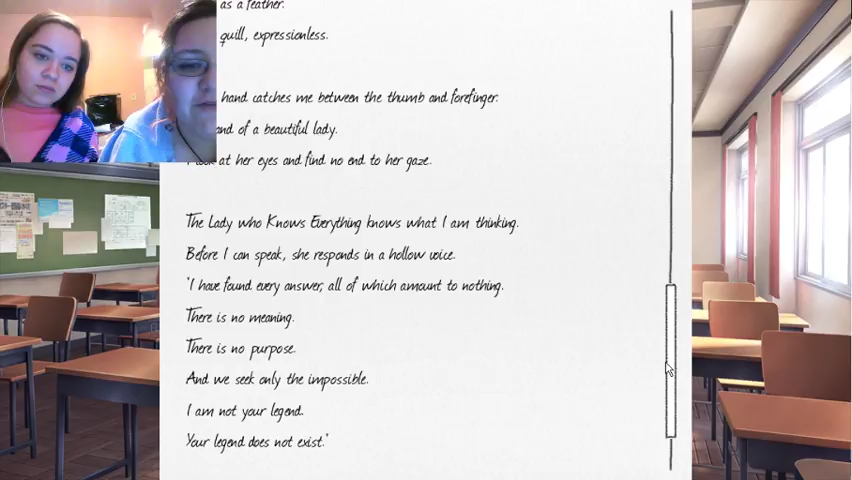 as a feather.
quill, expressionless.
hand catches me between the thumb and forefinger.
and of a beautiful lady.
look at her eyes and find no end to her gaze.
The Lady who Knows Everything knows what I am thinking.
Before I can speak, she responds in a hollow voice.
"I have found every answer, all of which amount to nothing.
There is no meaning.
There is no purpose.
And we seek only the impossible.
I am not your legend.
Your legend does not exist."